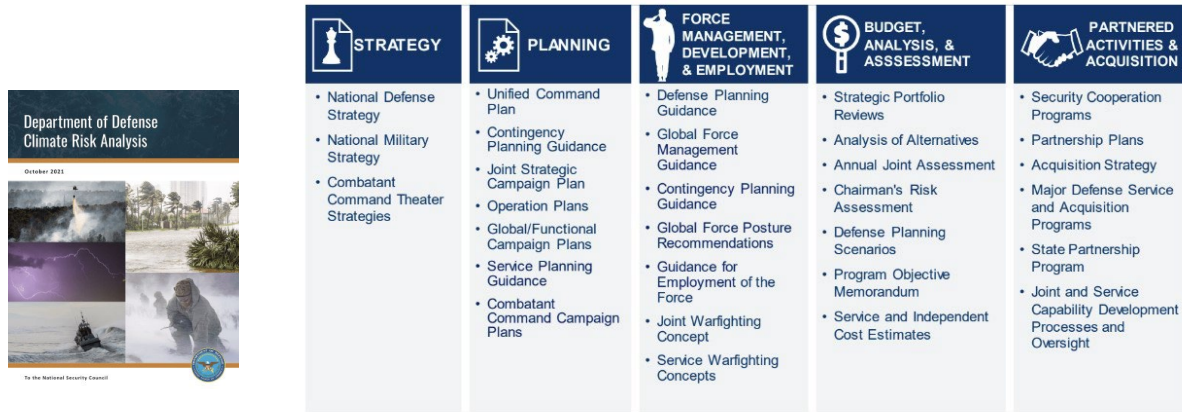 Department of Defense
Climate Risk Analysis
October 2021
To the National Security Council
STRATEGY
• National Defense
Strategy
• National Military
Strategy
• Combatant
Command Theater
Strategies
PLANNING
• Unified Command
Plan
• Contingency
Planning Guidance
• Joint Strategic
Campaign Plan
• Operation Plans
• Global/Functional
Campaign Plans
• Service Planning
Guidance
• Combatant
Command Campaign
Plans
FORCE
MANAGEMENT,
DEVELOPMENT,
& EMPLOYMENT
• Defense Planning
Guidance
• Global Force
Management
Guidance
• Contingency Planning
Guidance
• Global Force Posture
Recommendations
• Guidance for
Employment of the
Force
• Joint Warfighting
Concept
• Service Warfighting
Concepts
BUDGET,
ANALYSIS, &
ASSSESSMENT
• Strategic Portfolio
Reviews
• Analysis of Alternatives
• Annual Joint Assessment
• Chairman's Risk
Assessment
• Defense Planning
Scenarios
• Program Objective
Memorandum
• Service and Independent
Cost Estimates
PARTNERED
ACTIVITIES &
ACQUISITION
• Security Cooperation
Programs
• Partnership Plans
• Acquisition Strategy
• Major Defense Service
and Acquisition
Programs
• State Partnership
Program
• Joint and Service
Capability Development
Processes and
Oversight